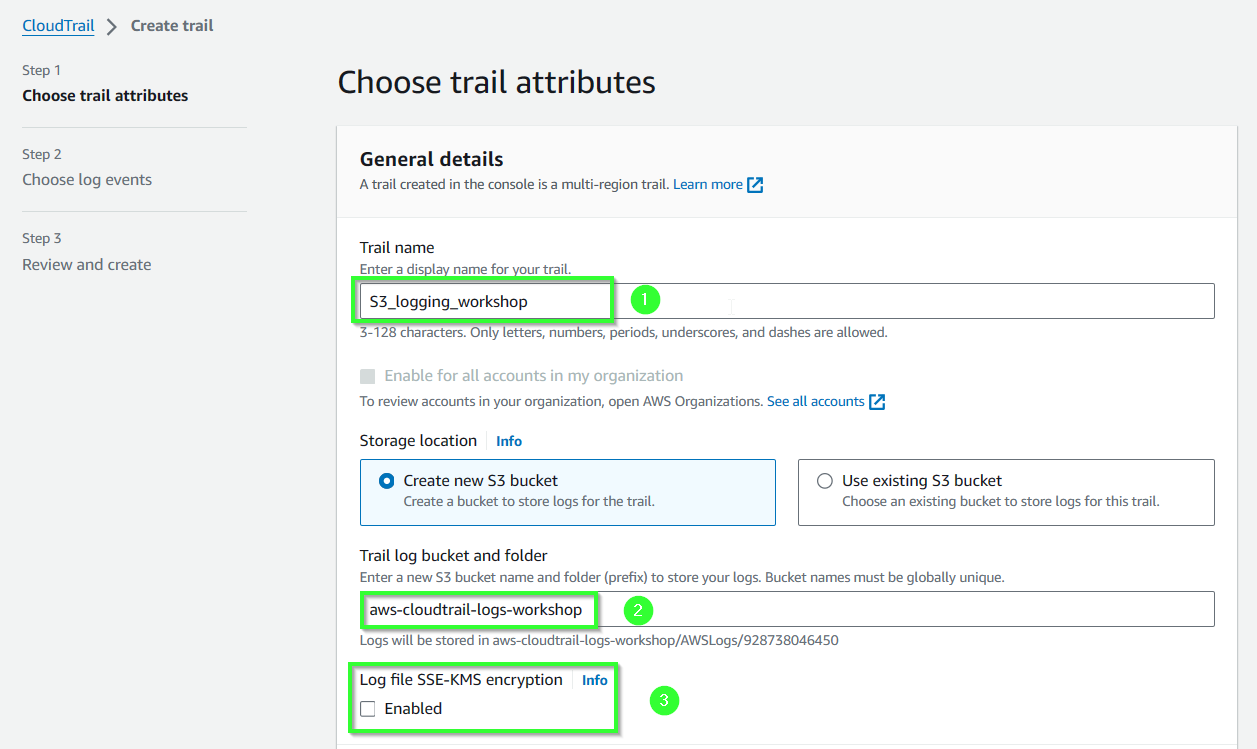 CloudTrail > Create trail
Step 1
Choose trail attributes
Step 2
Choose log events
Step 3
Review and create
Choose trail attributes
General details
A trail created in the console is a multi-region trail. Learn more
Trail name
Enter a display name for your trail.
S3_logging_workshop
1
3-128 characters. Only letters, numbers, periods, underscores, and dashes are allowed.
Enable for all accounts in my organization
To review accounts in your organization, open AWS Organizations. See all accounts
Storage location Info
Create new S3 bucket
Create a bucket to store logs for the trail.
Use existing S3 bucket
Choose an existing bucket to store logs for this trail.
Trail log bucket and folder
Enter a new S3 bucket name and folder (prefix) to store your logs. Bucket names must be globally unique.
aws-cloudtrail-logs-workshop
2
Logs will be stored in aws-cloudtrail-logs-workshop/AWSLogs/928738046450
Log file SSE-KMS encryption Info
3
Enabled